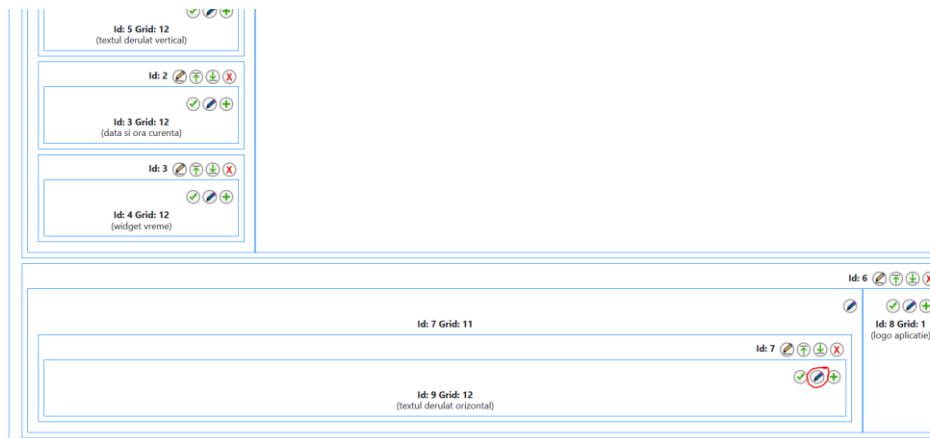 Id: 5 Grid: 12
(textul derulat vertical)
Id: 2
X
Id: 3 Grid: 12
(data si ora curenta)
Id: 3
X
Id: 4 Grid: 12
(widget vreme)
Id: 6
X
Id: 7 Grid: 11
Id: 8 Grid: 1
(logo aplicatie)
Id: 7
X
Id: 9 Grid: 12
(textul derulat orizontal)